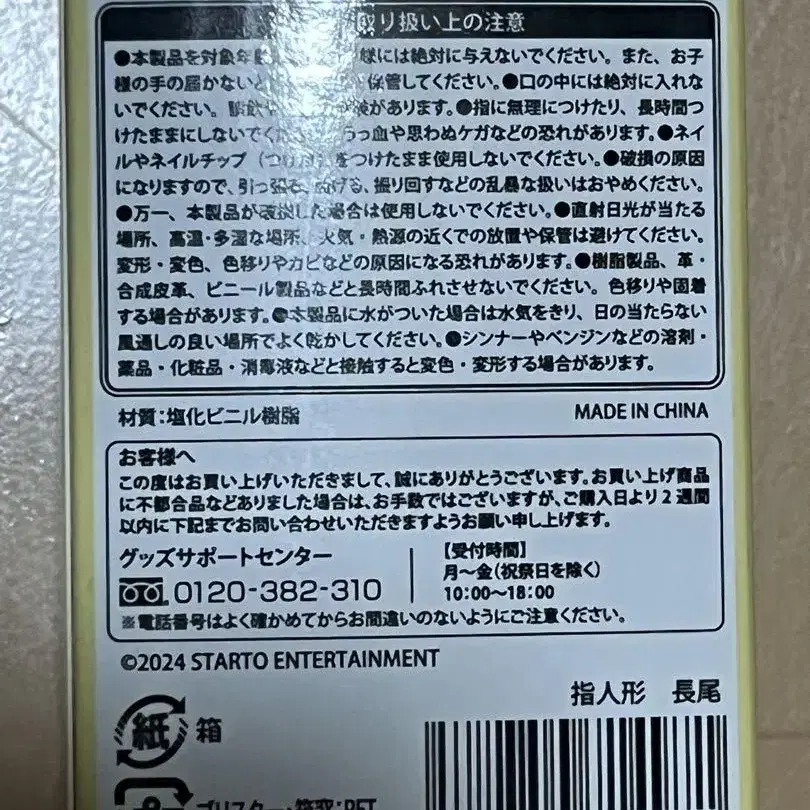 取り扱い上の注意
●本製品を対象年 様には絶対に与えないでください。また、お子
様の手の届かないと 保管してください。●口の中には絶対に入れな
いでください。 があります。●指に無理につけたり、長時間つ
けたままにしないでください。 うっ血や思わぬケガなどの恐れがあります。●ネイ
ルやネイルチップ(つけ爪)をつけたまま使用しないでください。●破損の原因
になりますので、引っ張る、 振り回すなどの乱暴な扱いはおやめください。
●万一、本製品が破損した場合は使用しないでください。●直射日光が当たる
場所、高温・多湿な場所、火気・熱源の近くでの放置や保管は避けてください。
変形・変色、色移りやカビなどの原因になる恐れがあります。●樹脂製品、革・
合成皮革、ビニール製品などと長時間ふれさせないでください。色移りや固着
する場合があります。●本製品に水がついた場合は水気をきり、日の当たらない
風通しの良い場所でよく乾かしてください。●シンナーやベンジンなどの溶剤・
薬品・化粧品・消毒液などと接触すると変色・変形する場合があります。
材質:塩化ビニル樹脂 MADE IN CHINA
お客様へ
この度はお買い上げいただきまして、誠にありがとうございます。お買い上げ商品
に不都合品などありました場合は、お手数ではございますが、ご購入日より2週間
以内に下記までお問い合わせいただきますようお願い申し上げます。
グッズサポートセンター
0120-382-310
【受付時間】
月〜金(祝祭日を除く)
10:00〜18:00
※電話番号はよく確かめてからお間違いのないようにご注意ください。
©2024 STARTO ENTERTAINMENT
指人形 長尾
紙 箱
ブリスター・箱窓:PET